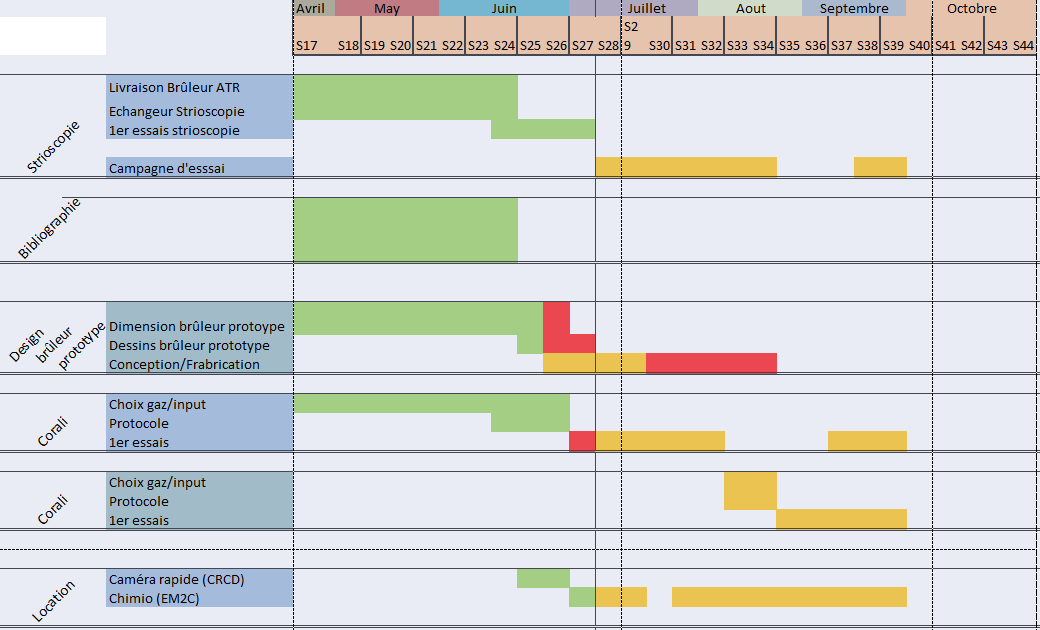 Avril May Juin Juillet Aout Septembre Octobre
S17 S18 S19 S20 S21 S22 S23 S24 S25 S26 S27 S28 S2
9 S30 S31 S32 S33 S34 S35 S36 S37 S38 S39 S40 S41 S42 S43 S44
Strioscopie
Livraison Brûleur ATR
Echangeur Strioscopie
1er essais strioscopie
Campagne d'esssai
Bibliographie
Design
brûleur
prototype
Dimension brûleur protoype
Dessins brûleur prototype
Conception/Frabrication
Corali
Choix gaz/input
Protocole
1er essais
Corali
Choix gaz/input
Protocole
1er essais
Location
Caméra rapide (CRCD)
Chimio (EM2C)